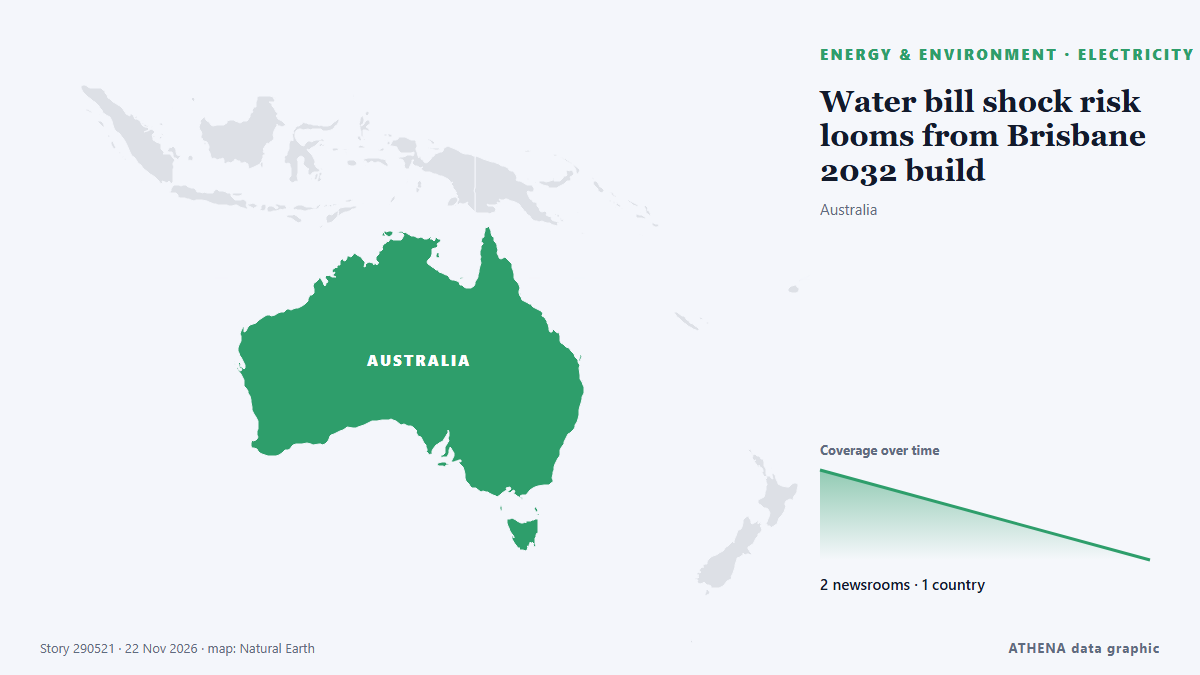 ENERGY & ENVIRONMENT · ELECTRICITY
Water bill shock risk
looms from Brisbane
2032 build
Australia
AUSTRALIA
Coverage over time
2 newsrooms · 1 country
Story 290521 · 22 Nov 2026 · map: Natural Earth
ATHENA data graphic